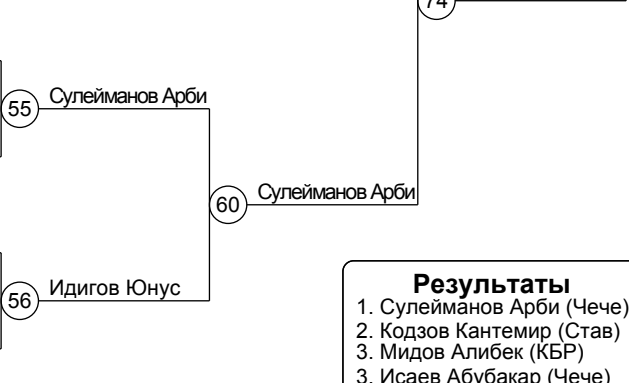 74
Сулейманов Арби
55
Сулейманов Арби
60
Идигов Юнус
56
Результаты
1. Сулейманов Арби (Чече)
2. Кодзов Кантемир (Став)
3. Мидов Алибек (КБР)
3. Исаев Абубакар (Чече)